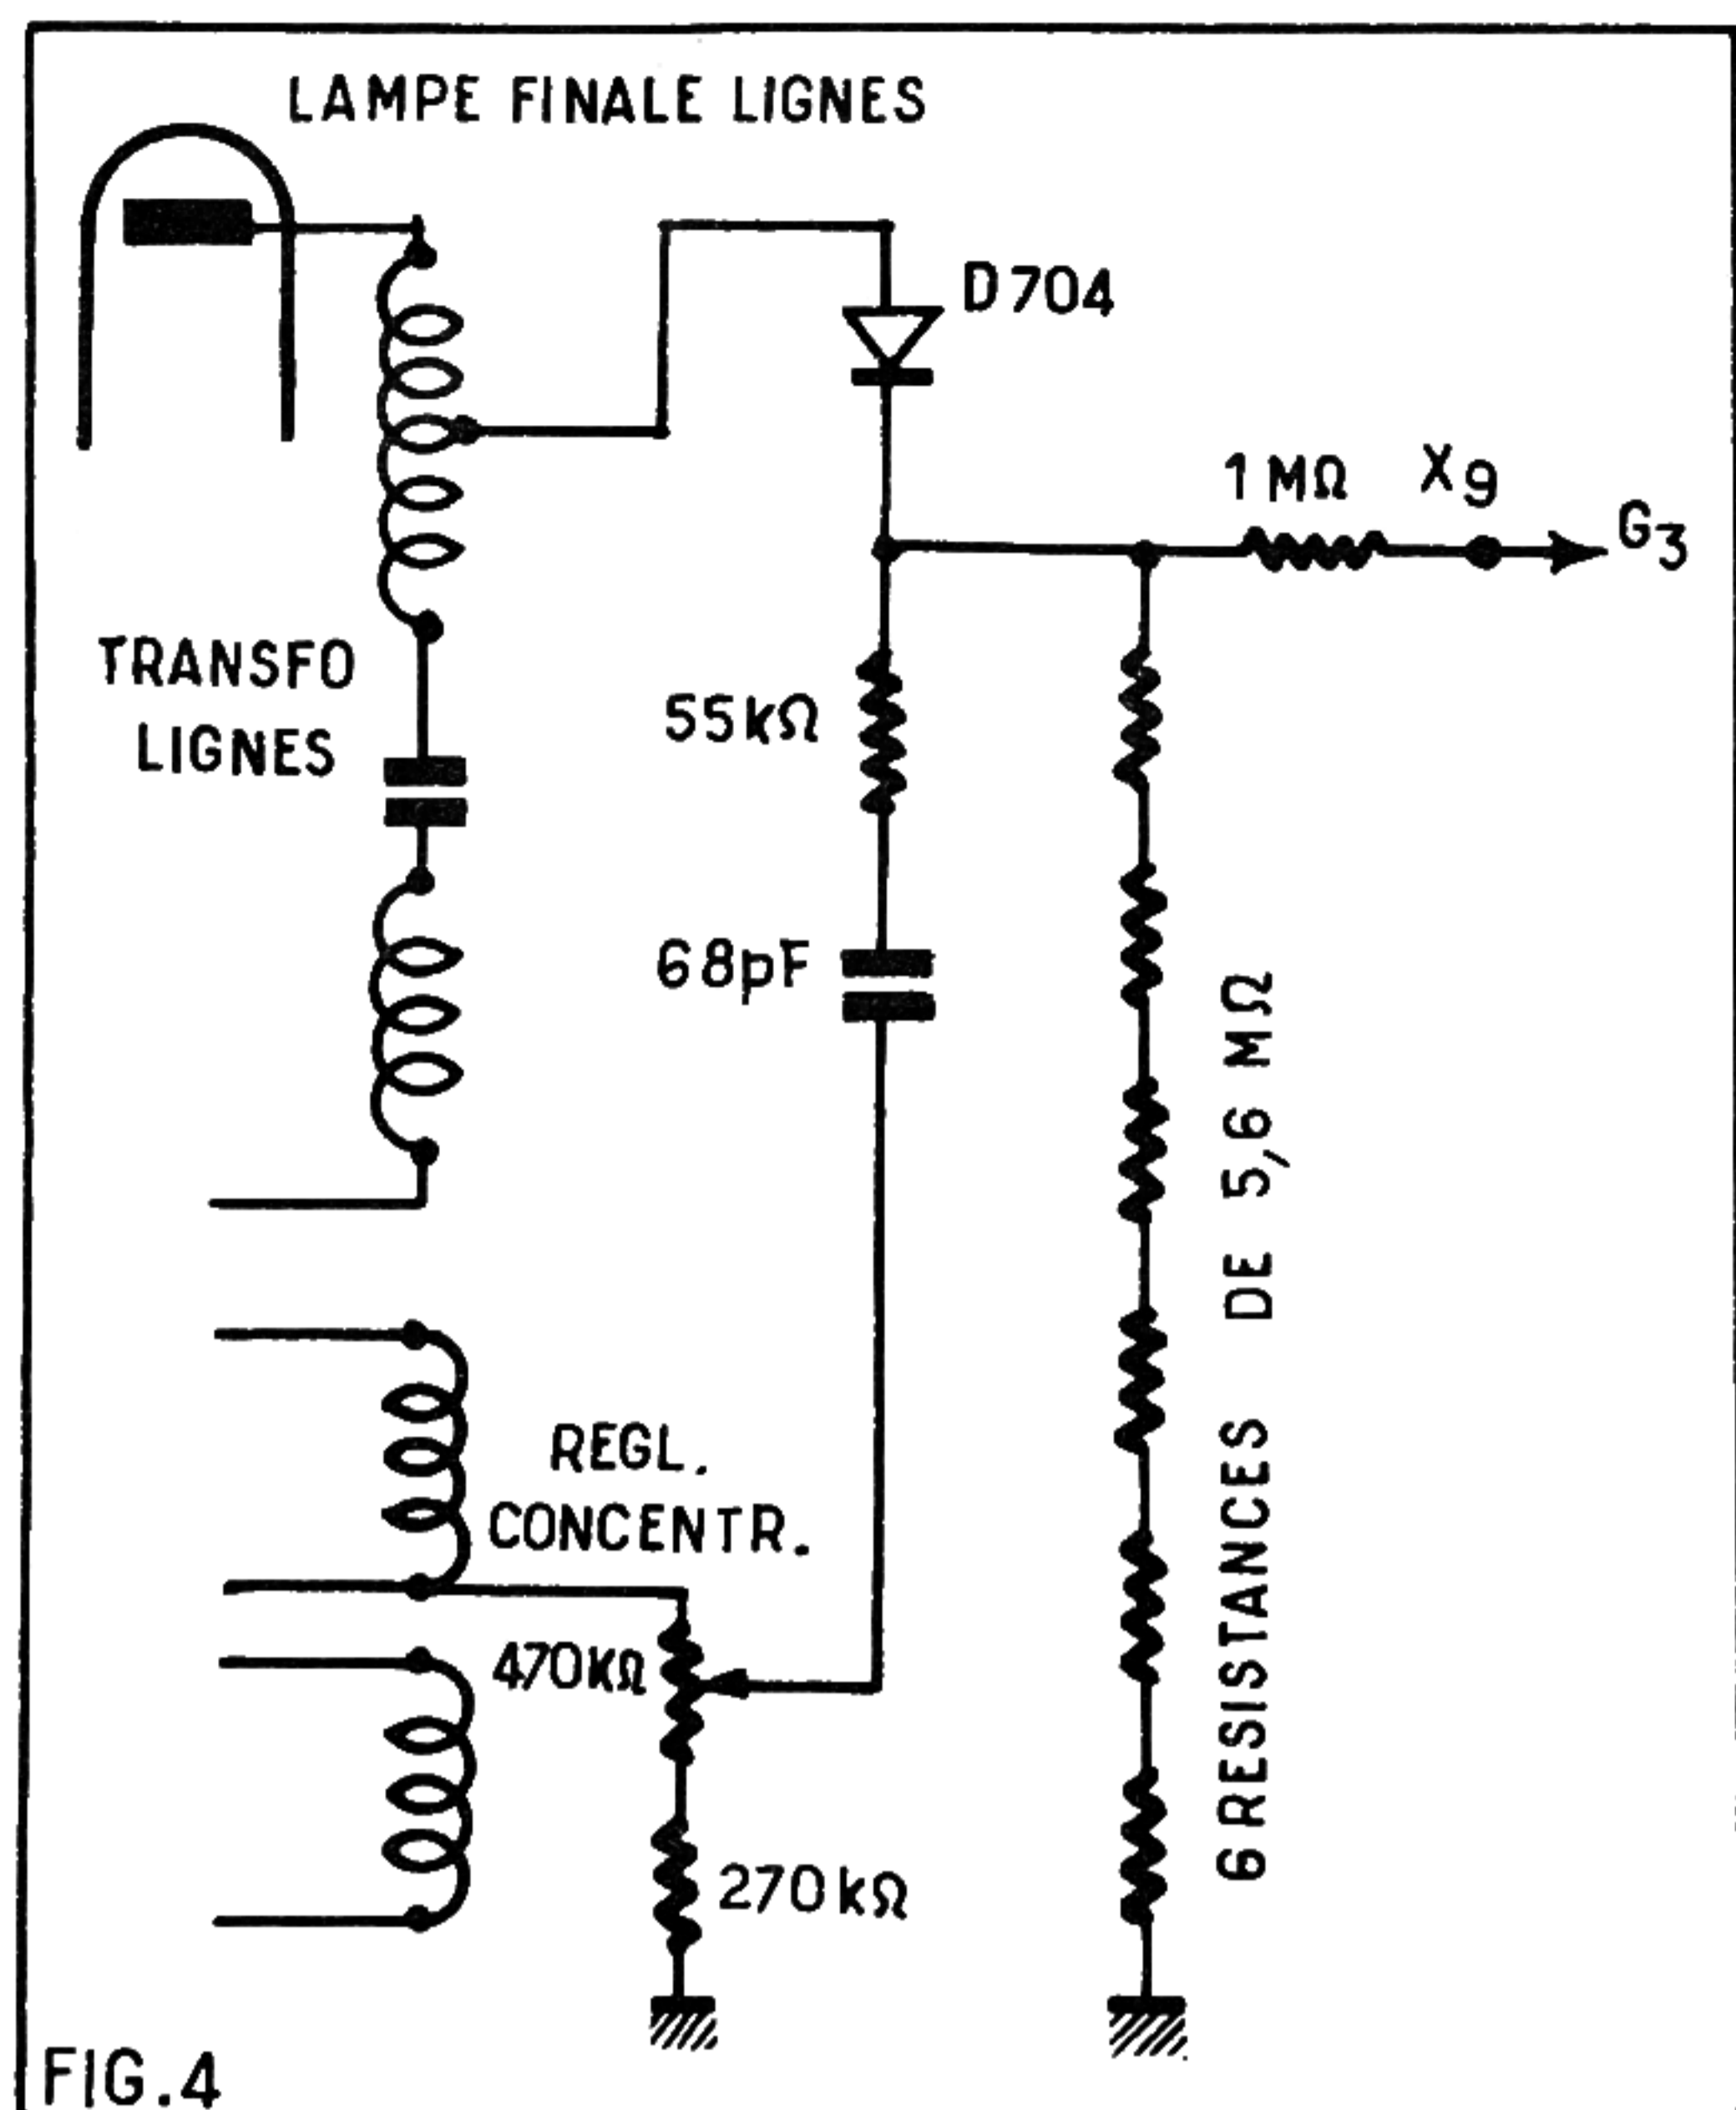 LAMPE FINALE LIGNES
D704
1 MΩ X9
G3
TRANSFO
LIGNES
55kΩ
68pF
6 RESISTANCES DE 5,6 MΩ
REGL.
CONCENTR.
470KΩ
270kΩ
FIG.4